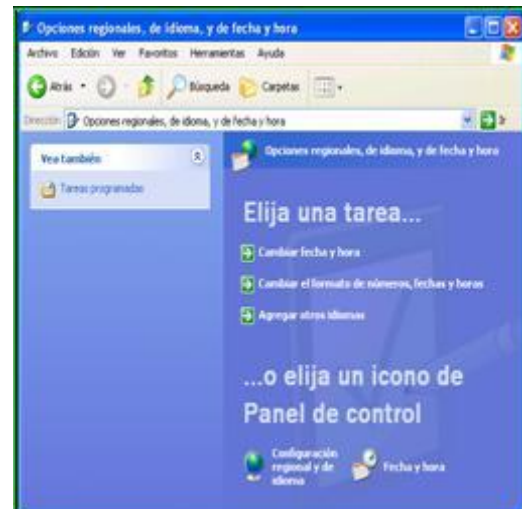 Opciones regionales, de idioma, y de fecha y hora
Archivo Edición Ver Favoritos Herramientas Ayuda
Atrás Búsqueda Carpetas
Dirección Opciones regionales, de idioma, y de fecha y hora Ir
Vea también
Tareas programadas
Opciones regionales, de idioma, y de fecha y hora
Elija una tarea...
Cambiar fecha y hora
Cambiar el formato de números, fechas y horas
Agregar otros idiomas
...o elija un icono de
Panel de control
Configuración
regional y de
idioma
Fecha y hora